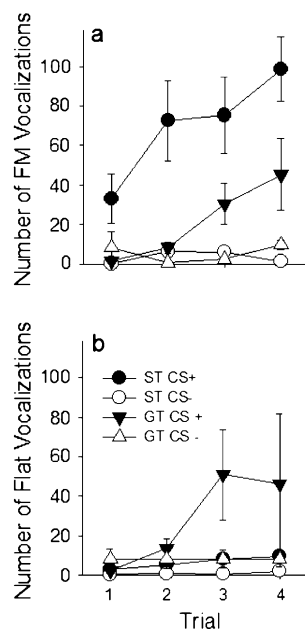 a
Number of FM Vocalizations
100
80
60
40
20
0
b
ST CS+
ST CS-
GT CS +
GT CS -
Number of Flat Vocalizations
100
80
60
40
20
0
1 2 3 4
Trial